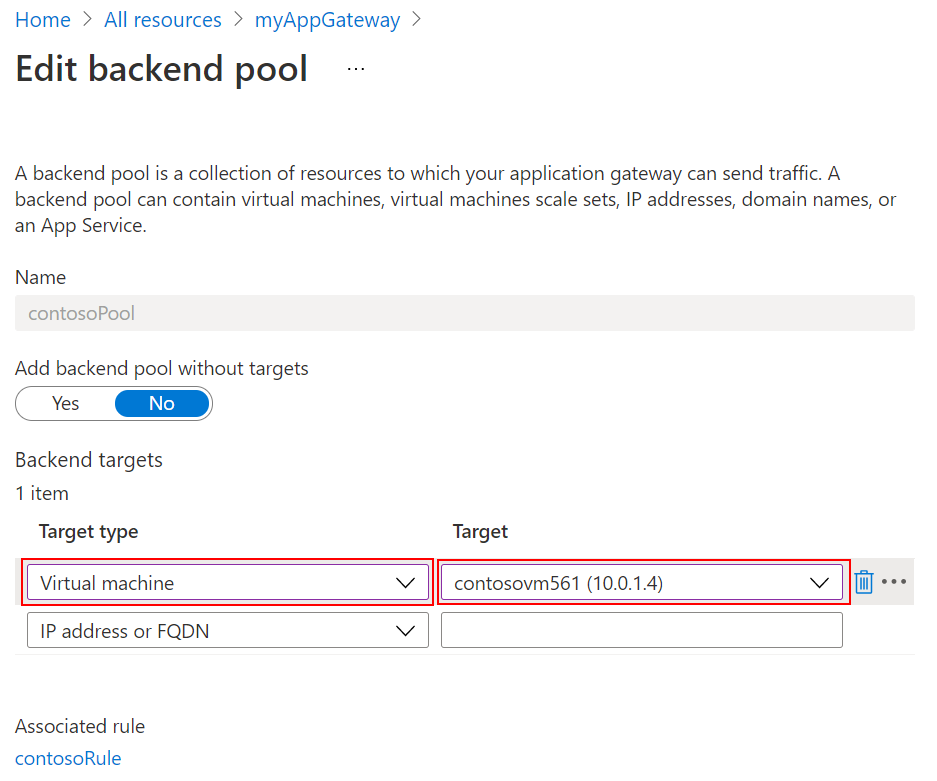 Home > All resources > myAppGateway >
Edit backend pool ...
A backend pool is a collection of resources to which your application gateway can send traffic. A
backend pool can contain virtual machines, virtual machines scale sets, IP addresses, domain names, or
an App Service.
Name
contosoPool
Add backend pool without targets
Yes No
Backend targets
1 item
Target type Target
Virtual machine contosovm561 (10.0.1.4)
IP address or FQDN
Associated rule
contosoRule